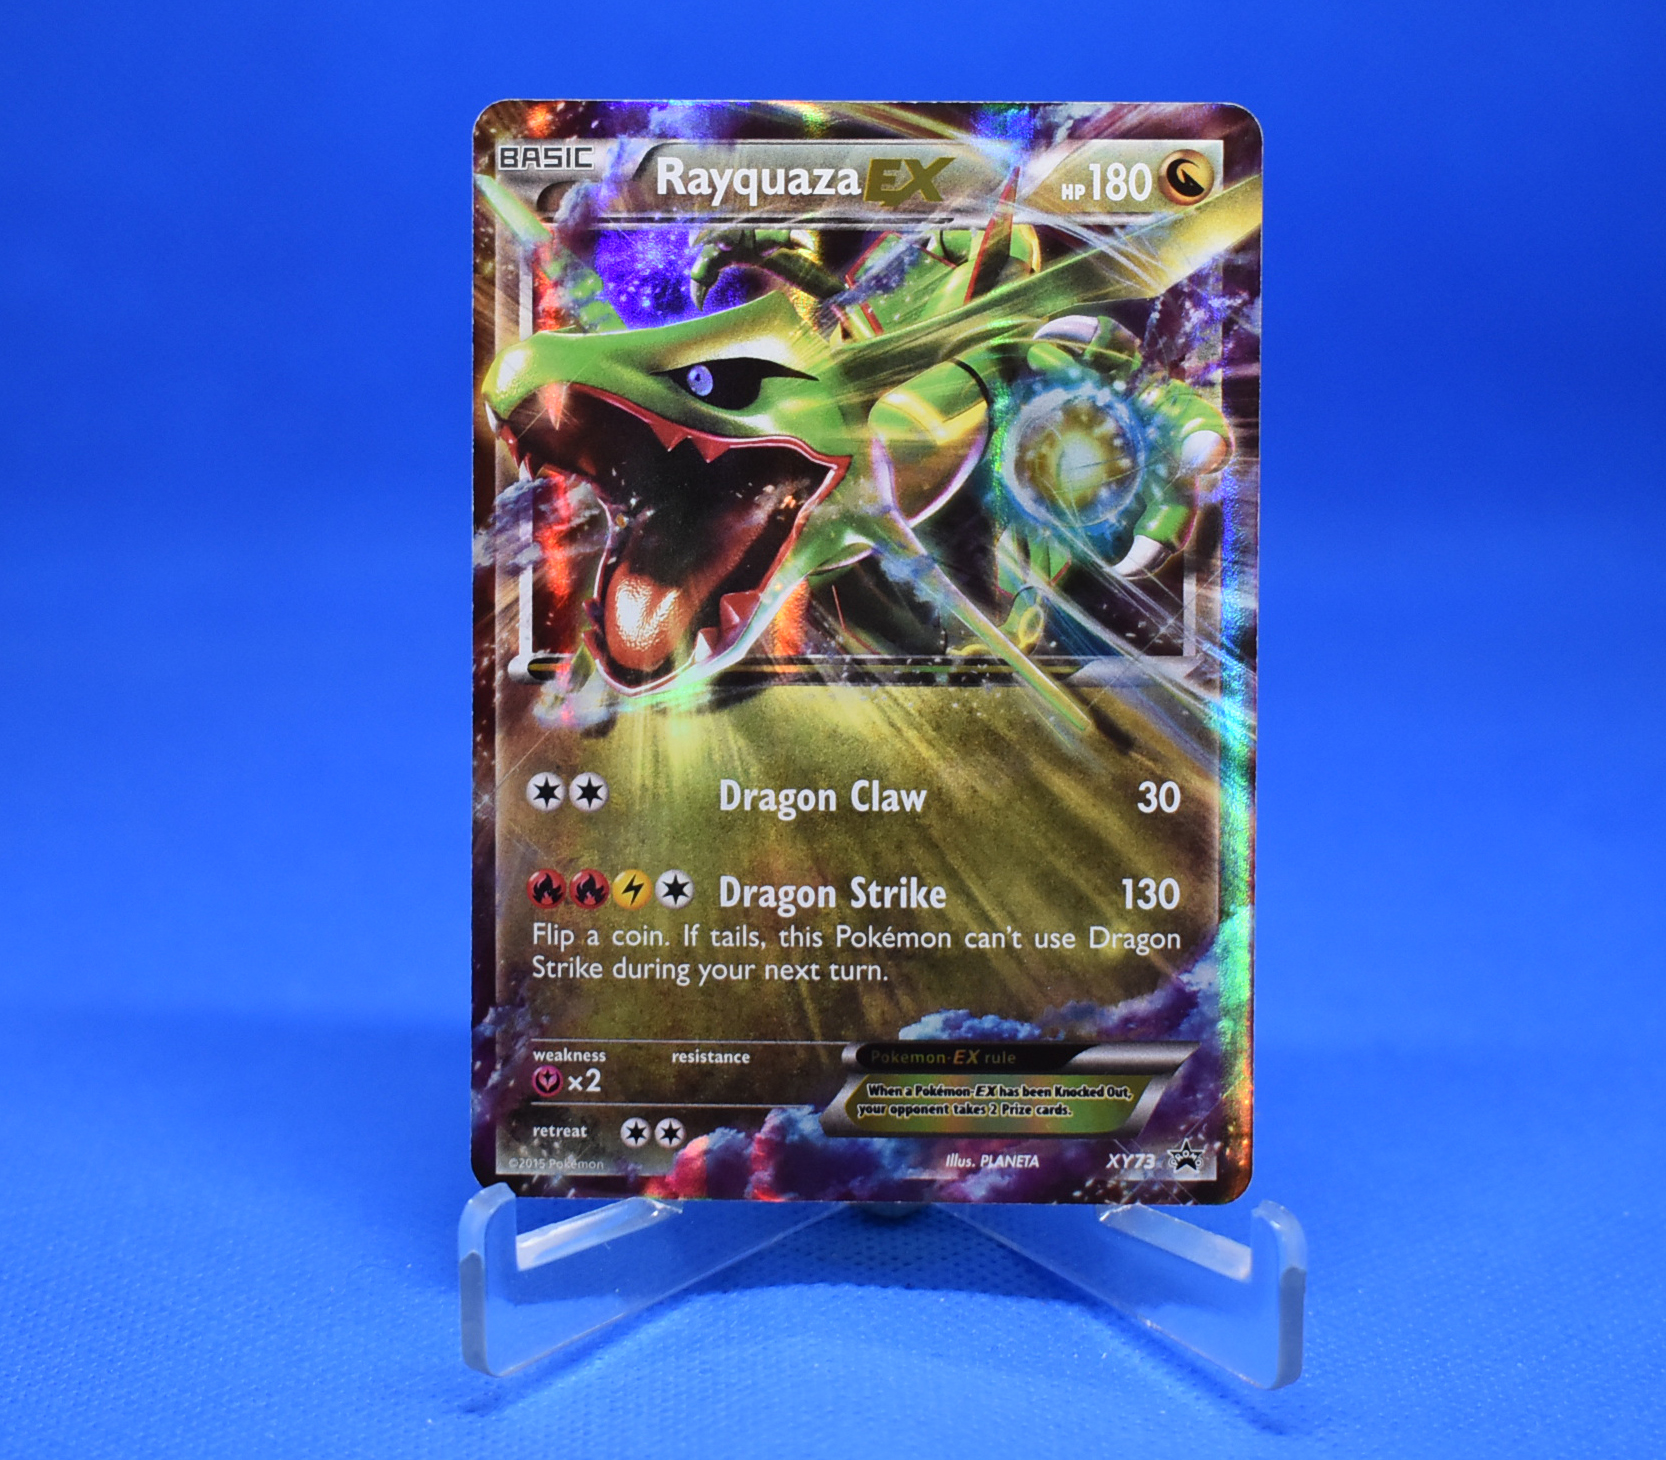 BASIC
Rayquaza EX HP 180
Dragon Claw 30
Dragon Strike 130
Flip a coin. If tails, this Pokémon can't use Dragon
Strike during your next turn.
weakness resistance
×2
Pokémon-EX rule
When a Pokémon-EX has been Knocked Out,
your opponent takes 2 Prize cards.
retreat
©2015 Pokémon
Illus. PLANETA
XY73
PROMO